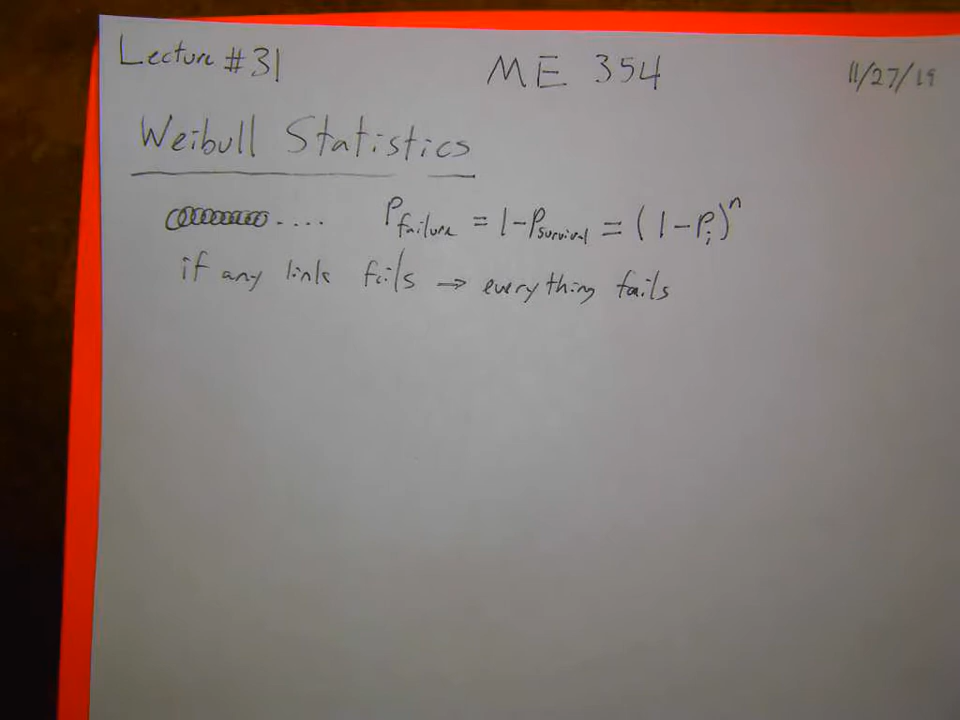 Lecture #31 ME 354 11/27/19
Weibull Statistics
.... P_failure = 1-P_survival = (1-P_i)^n
if any link fails → everything fails